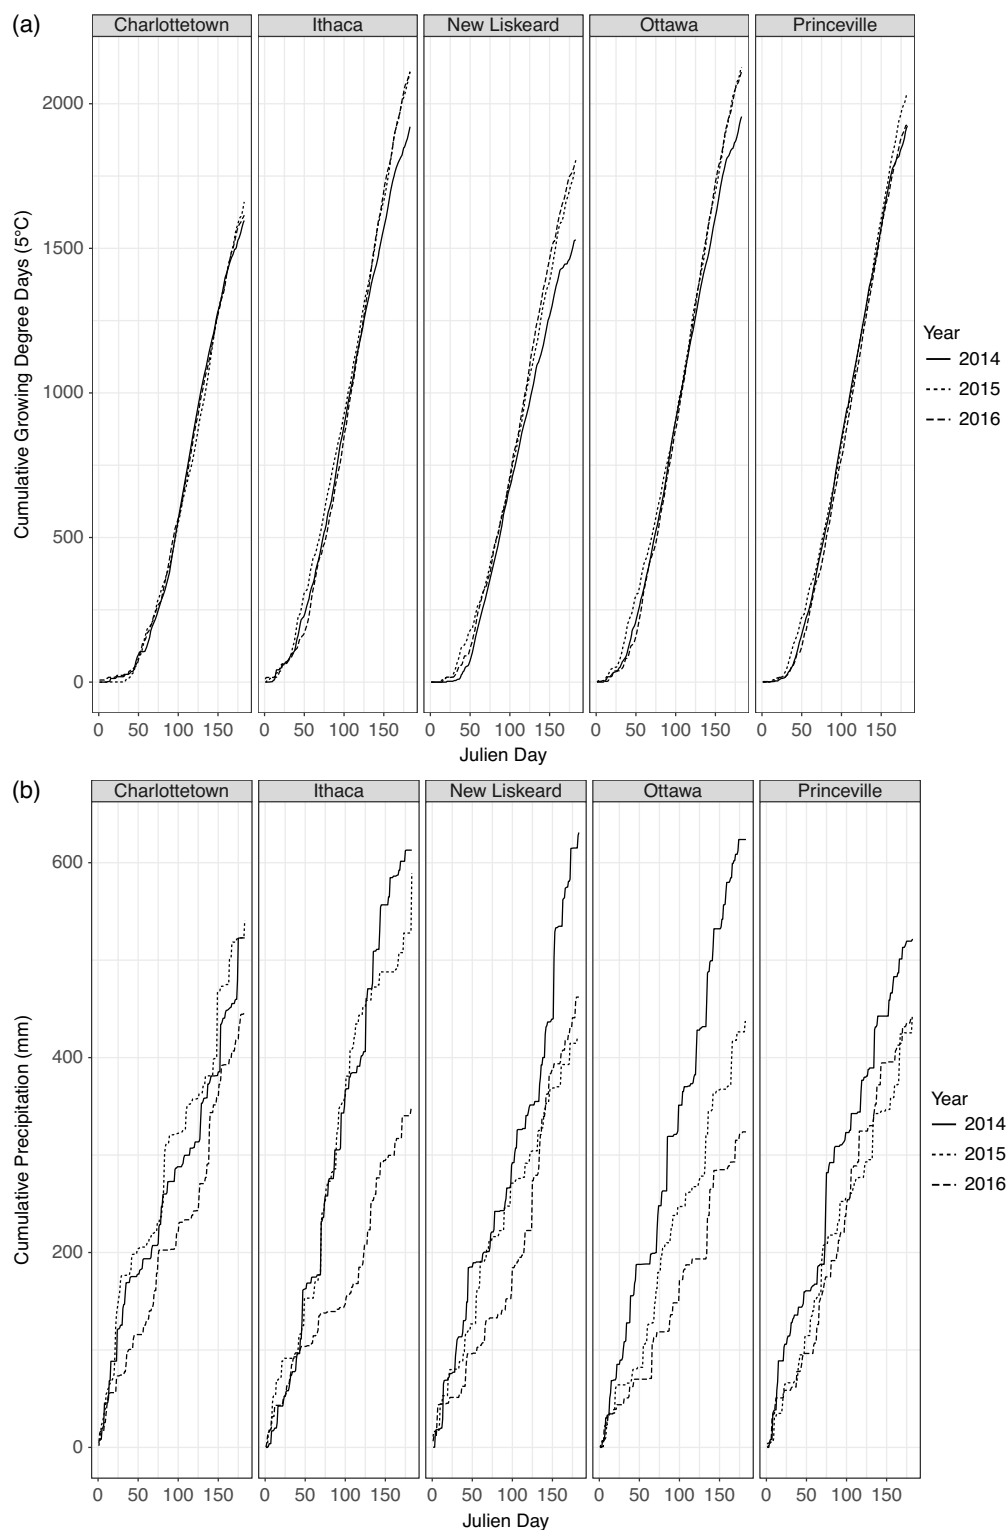 (a)
Charlottetown Ithaca New Liskeard Ottawa Princeville
Cumulative Growing Degree Days (5°C)
2000
1500
1000
500
0
0 50 100 150 0 50 100 150 0 50 100 150 0 50 100 150 0 50 100 150
Julien Day
Year
2014
2015
2016
(b)
Charlottetown Ithaca New Liskeard Ottawa Princeville
Cumulative Precipitation (mm)
600
400
200
0
0 50 100 150 0 50 100 150 0 50 100 150 0 50 100 150 0 50 100 150
Julien Day
Year
2014
2015
2016